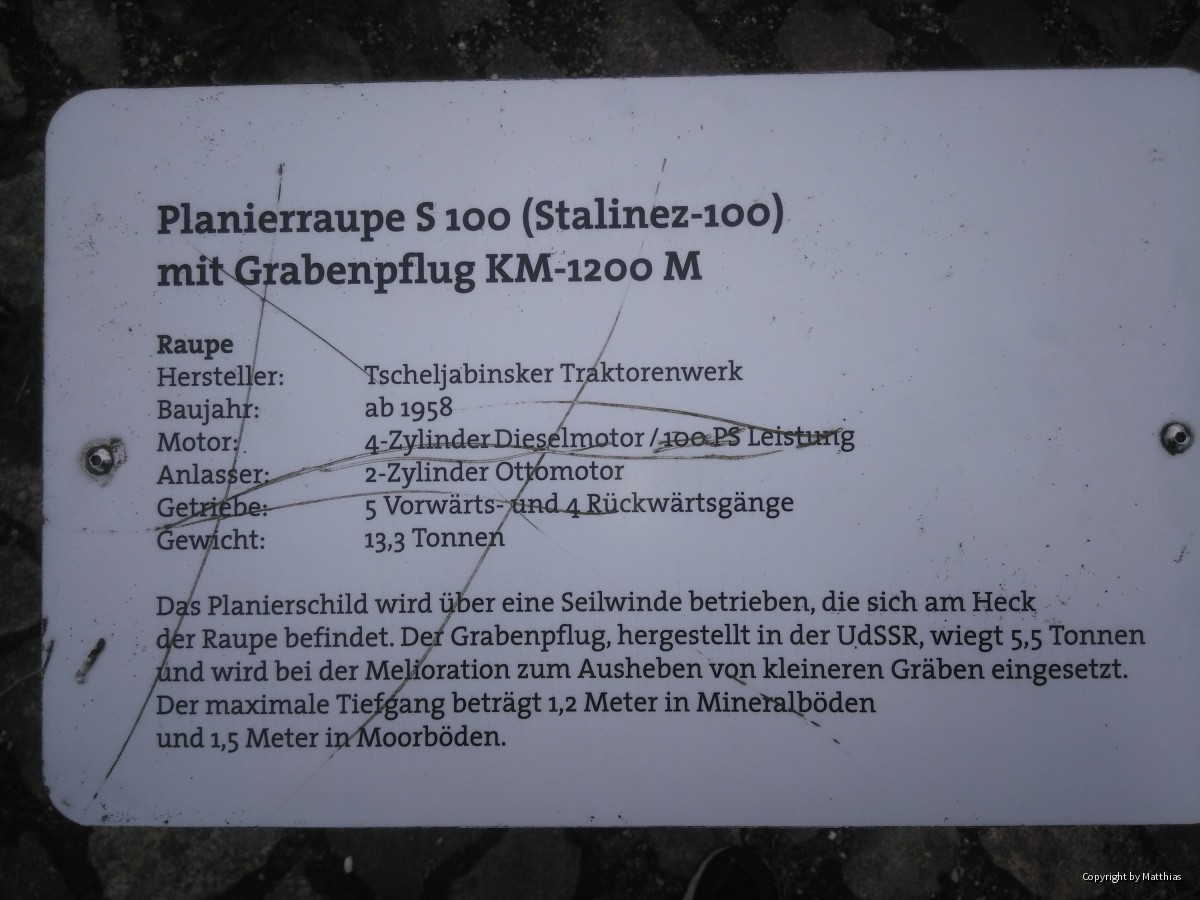 Planierraupe S 100 (Stalinez-100)
mit Grabenpflug KM-1200 M
Raupe
Hersteller: Tscheljabinsker Traktorenwerk
Baujahr: ab 1958
Motor: 4-Zylinder Dieselmotor / 100 PS Leistung
Anlasser: 2-Zylinder Ottomotor
Getriebe: 5 Vorwärts- und 4 Rückwärtsgänge
Gewicht: 13,3 Tonnen
Das Planierschild wird über eine Seilwinde betrieben, die sich am Heck
der Raupe befindet. Der Grabenpflug, hergestellt in der UdSSR, wiegt 5,5 Tonnen
und wird bei der Melioration zum Ausheben von kleineren Gräben eingesetzt.
Der maximale Tiefgang beträgt 1,2 Meter in Mineralböden
und 1,5 Meter in Moorböden.
Copyright by Matthias